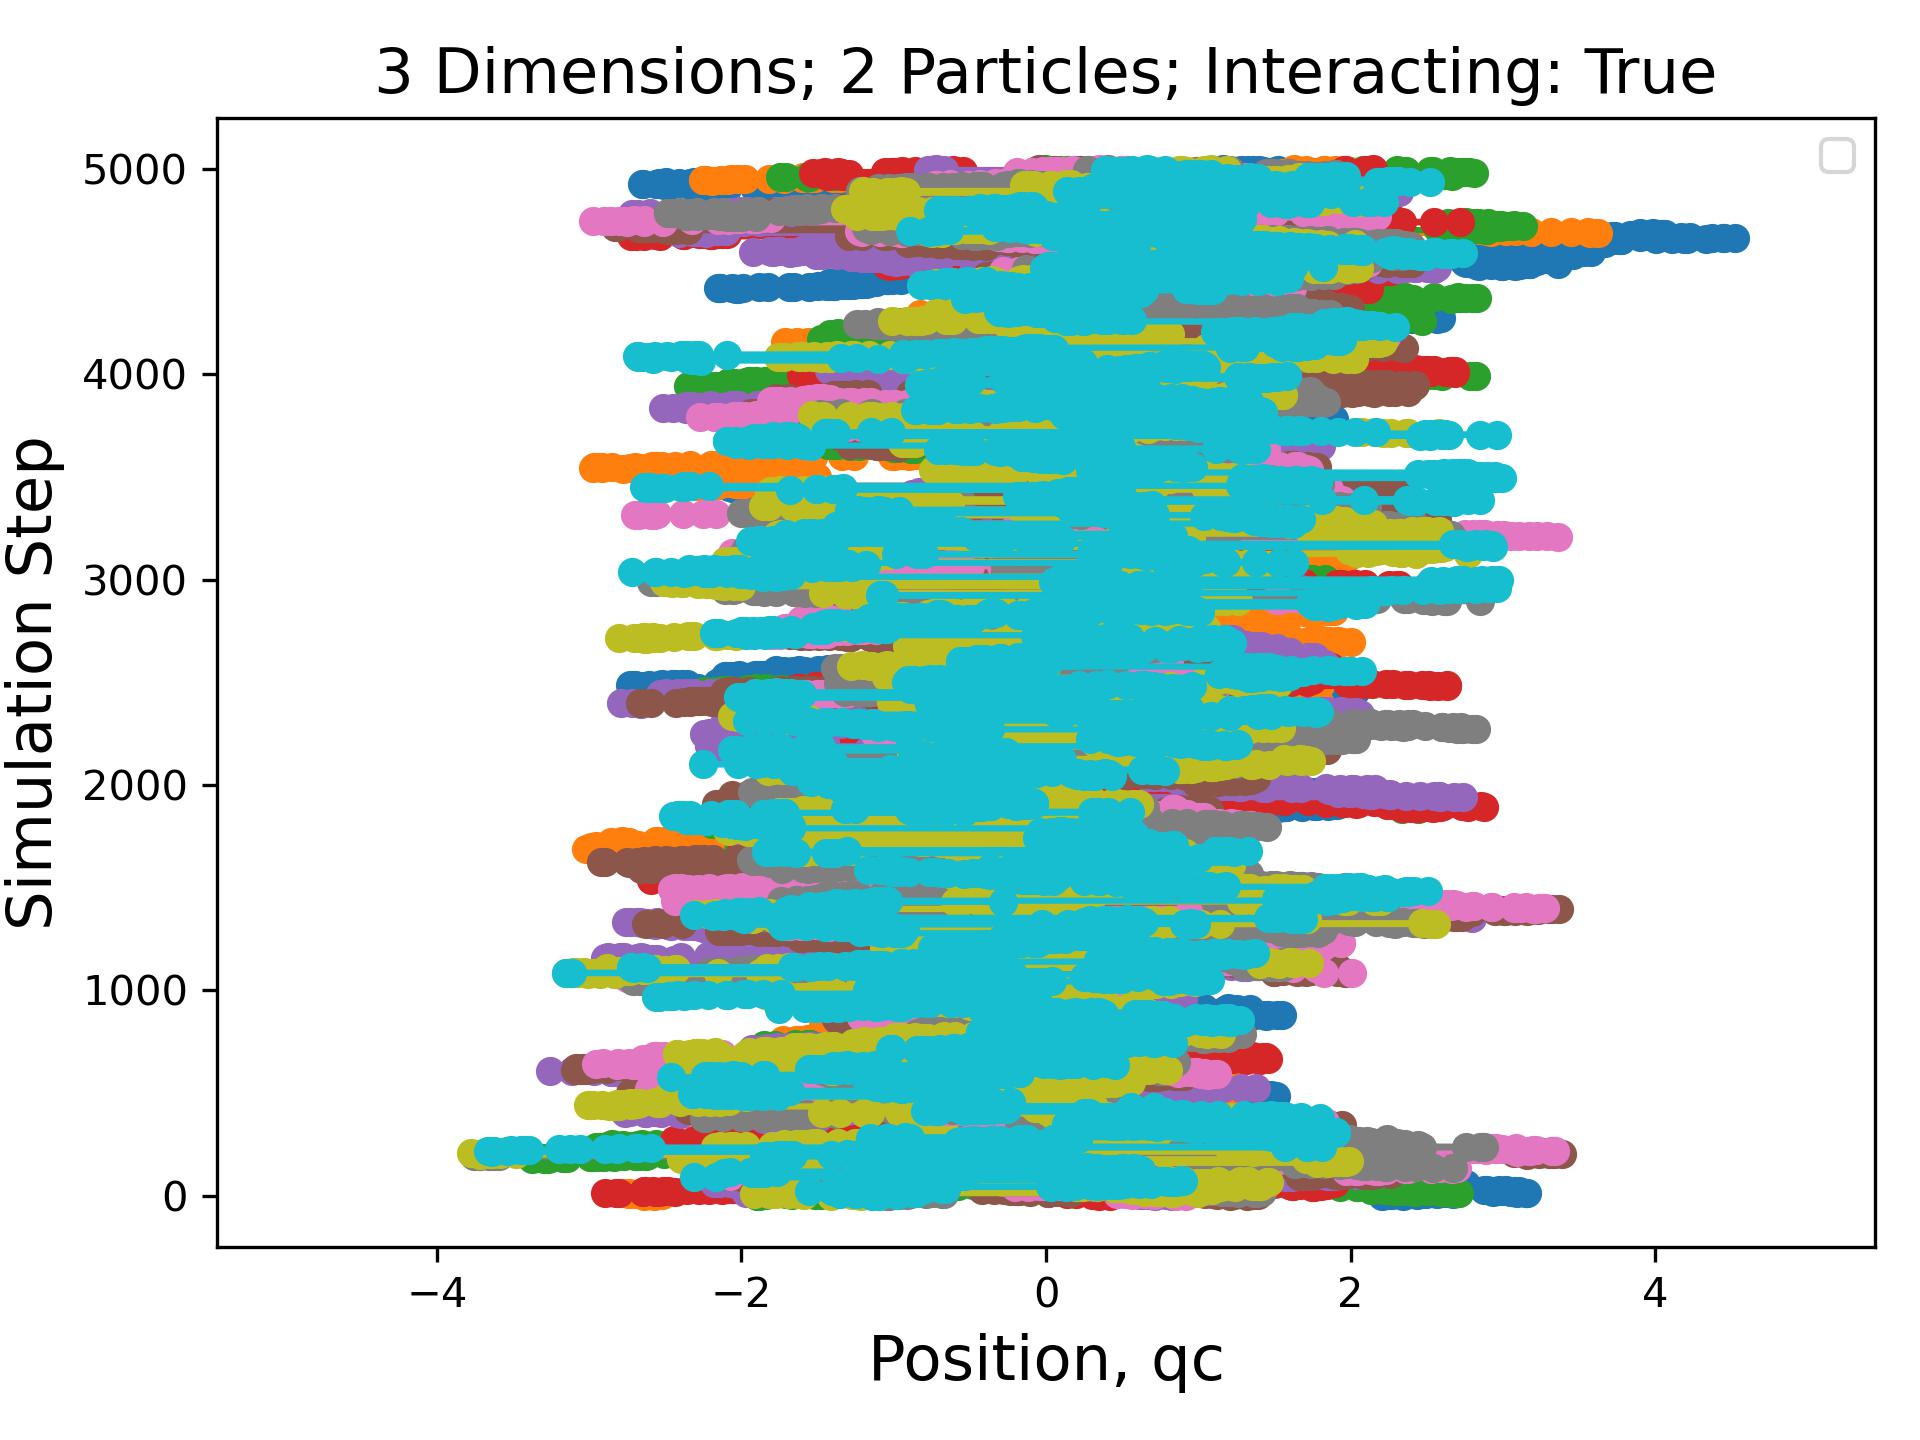 3 Dimensions; 2 Particles; Interacting: True
5000
4000
3000
2000
1000
0
Simulation Step
−4 −2 0 2 4
Position, qc